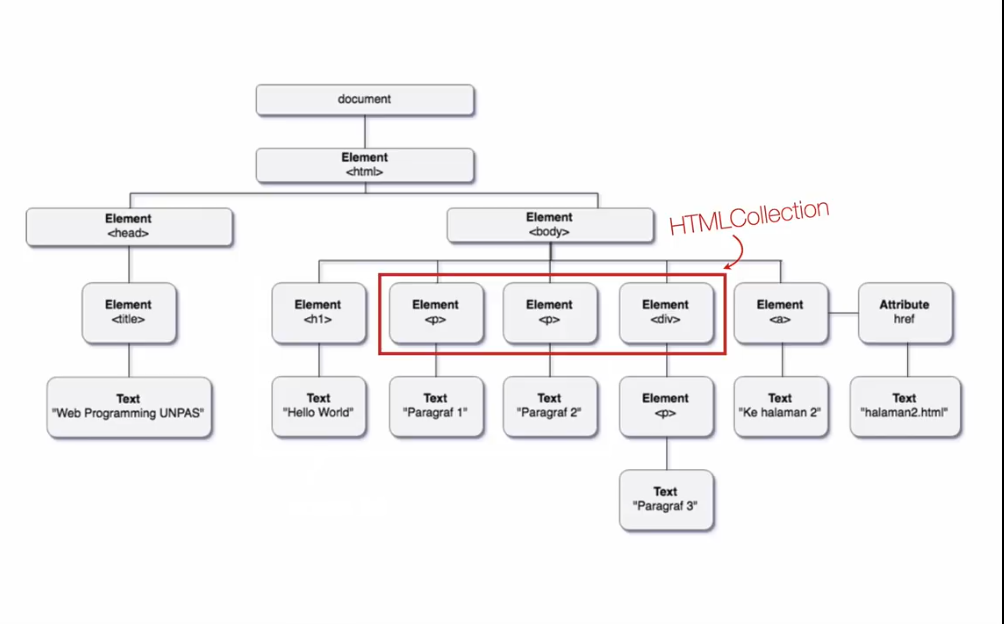 document
Element
<html>
Element
<head>
Element
<body>
HTMLCollection
Element
<title>
Element
<h1>
Element
<p>
Element
<p>
Element
<div>
Element
<a>
Attribute
href
Text
"Web Programming UNPAS"
Text
"Hello World"
Text
"Paragraf 1"
Text
"Paragraf 2"
Element
<p>
Text
"Ke halaman 2"
Text
"halaman2.html"
Text
"Paragraf 3"